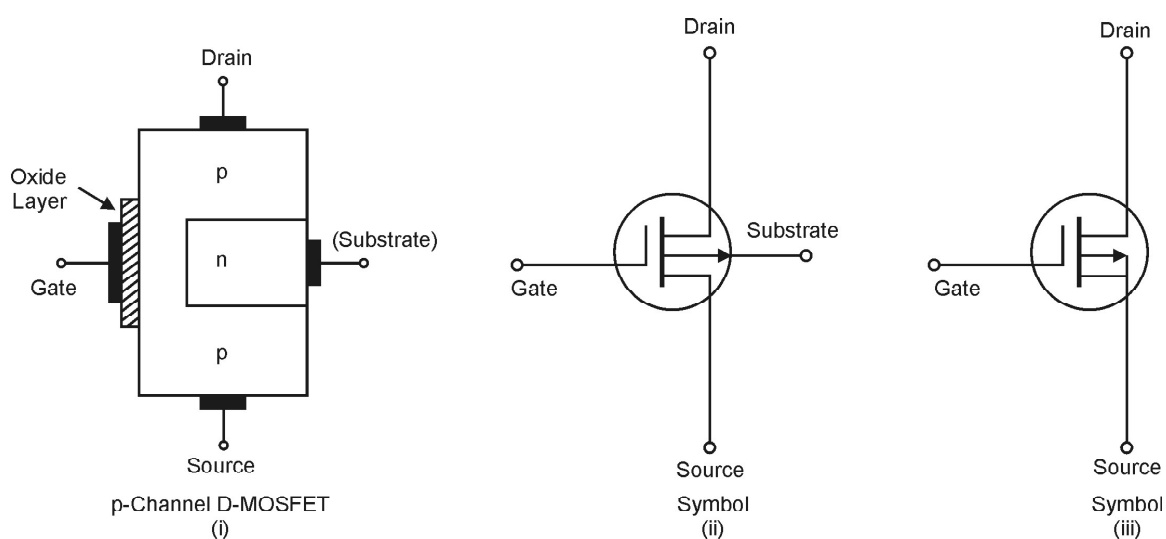 Drain
p
Oxide
Layer
n
(Substrate)
Gate
p
Source
p-Channel D-MOSFET
(i)
Drain
Substrate
Gate
Source
Symbol
(ii)
Drain
Gate
Source
Symbol
(iii)